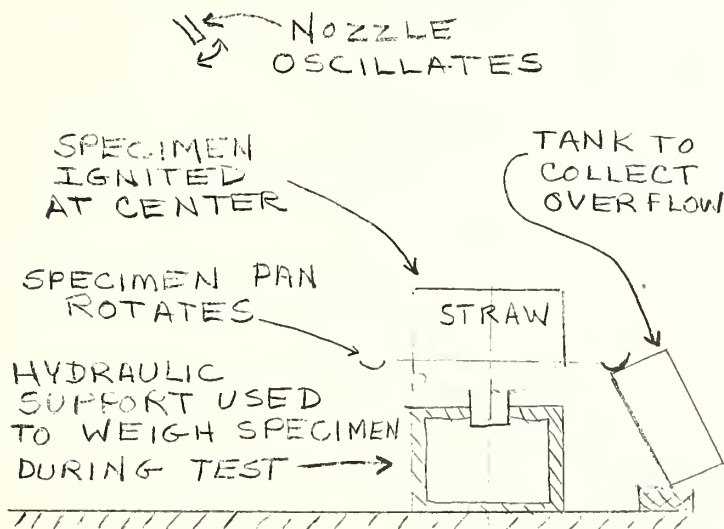 NOZZLE
OSCILLATES
SPECIMEN
IGNITED
AT CENTER
TANK TO
COLLECT
OVERFLOW
SPECIMEN PAN
ROTATES
STRAW
HYDRAULIC
SUPPORT USED
TO WEIGH SPECIMEN
DURING TEST